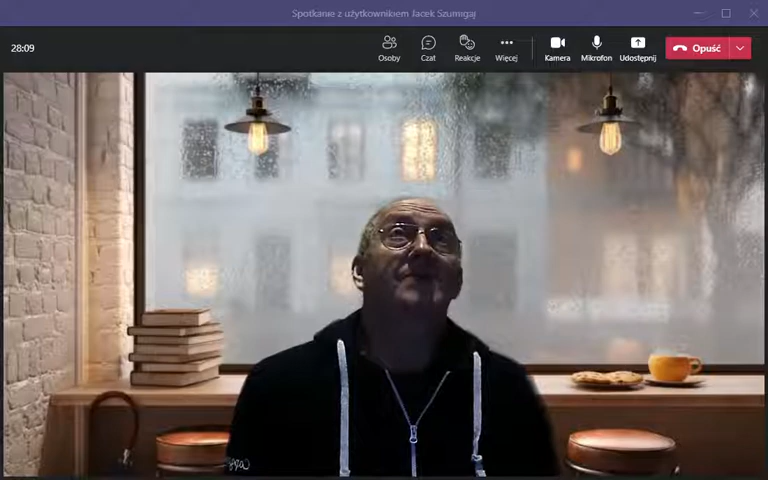 Spotkanie z użytkownikiem Jacek Szumigaj
28:09
Osoby
Czat
Reakcje
Więcej
Kamera
Mikrofon
Udostępnij
Opuść